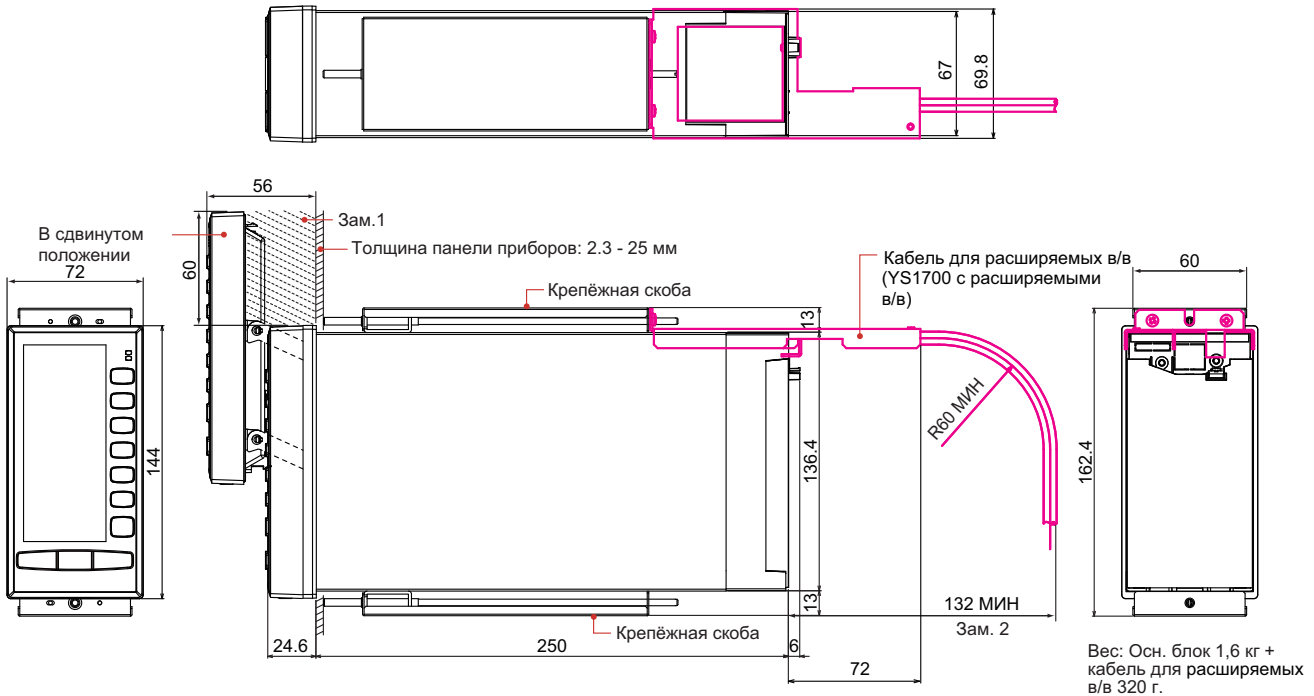 67
69.8
56
Зам.1
В сдвинутом
положении
Толщина панели приборов: 2.3 - 25 мм
60
72
Кабель для расширяемых в/в
(YS1700 с расширяемыми
в/в)
60
Крепёжная скоба
13
R60 МИН
144
136.4
162.4
13
132 МИН
Зам. 2
Крепёжная скоба
24.6
250
6
72
Вес: Осн. блок 1,6 кг +
кабель для расширяемых
в/в 320 г.